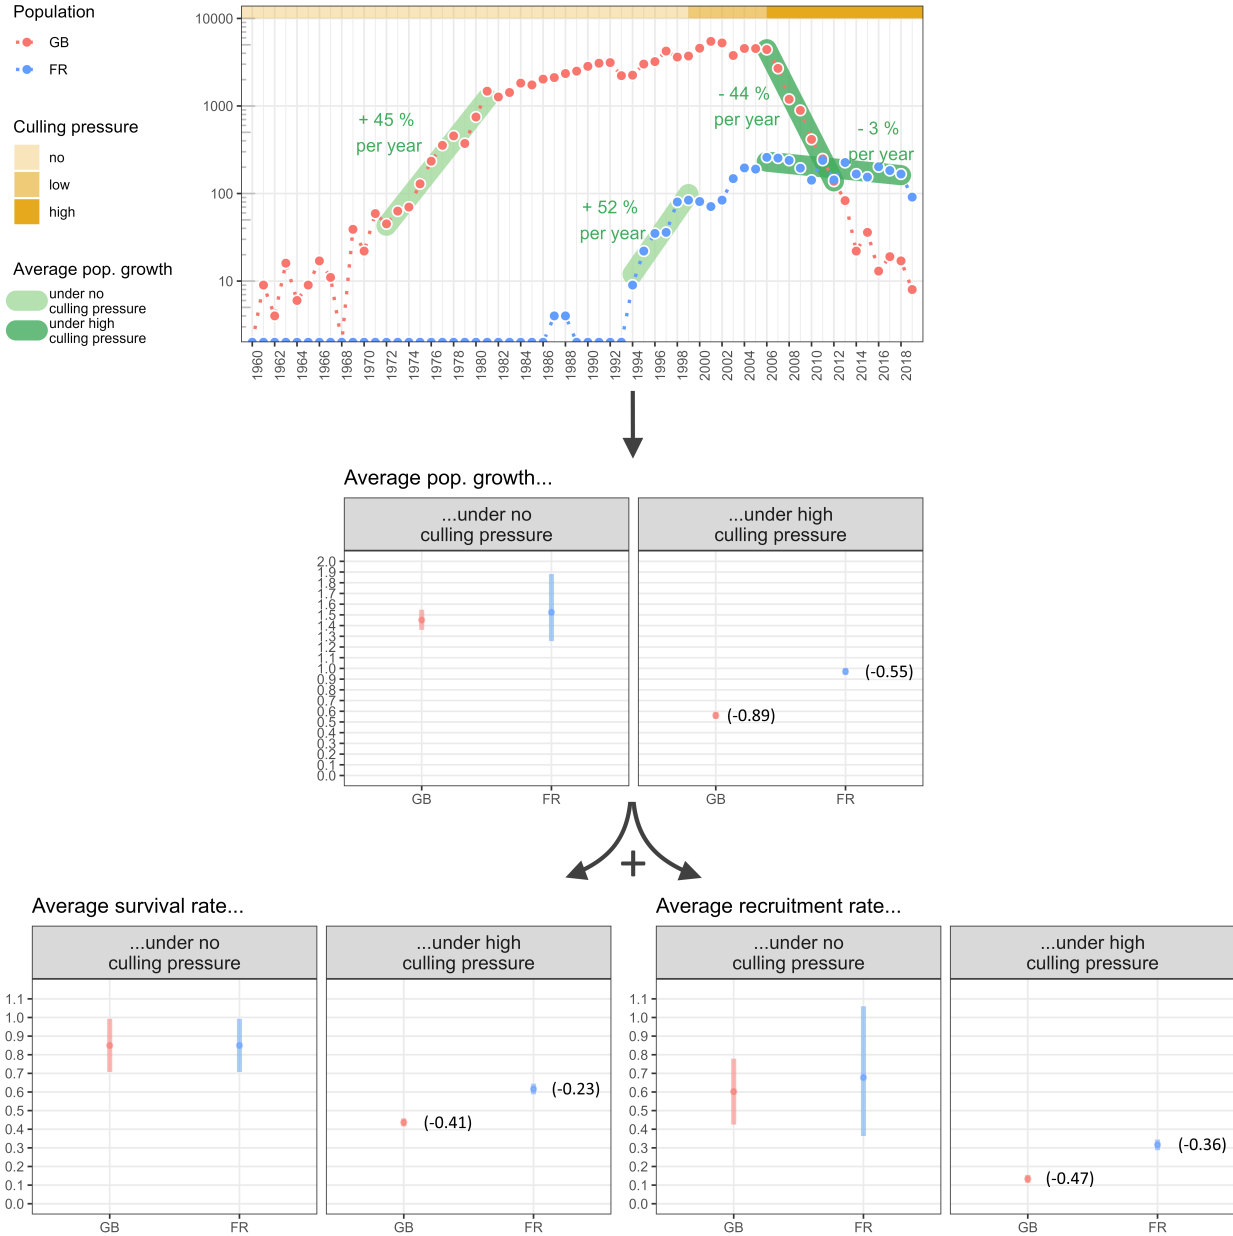 Population
GB
FR
Culling pressure
no
low
high
Average pop. growth
under no
culling pressure
under high
culling pressure
10000
1000
100
10
+ 45 %
per year
+ 52 %
per year
- 44 %
per year
- 3 %
per year
1960 1962 1964 1966 1968 1970 1972 1974 1976 1978 1980 1982 1984 1986 1988 1990 1992 1994 1996 1998 2000 2002 2004 2006 2008 2010 2012 2014 2016 2018
Average pop. growth...
...under no
culling pressure
...under high
culling pressure
2.0
1.9
1.8
1.7
1.6
1.5
1.4
1.3
1.2
1.1
1.0
0.9
0.8
0.7
0.6
0.5
0.4
0.3
0.2
0.1
0.0
(-0.55)
(-0.89)
GB FR GB FR
+
Average survival rate...
...under no
culling pressure
...under high
culling pressure
1.1
1.0
0.9
0.8
0.7
0.6
0.5
0.4
0.3
0.2
0.1
0.0
(-0.23)
(-0.41)
GB FR GB FR
Average recruitment rate...
...under no
culling pressure
...under high
culling pressure
1.1
1.0
0.9
0.8
0.7
0.6
0.5
0.4
0.3
0.2
0.1
0.0
(-0.36)
(-0.47)
GB FR GB FR